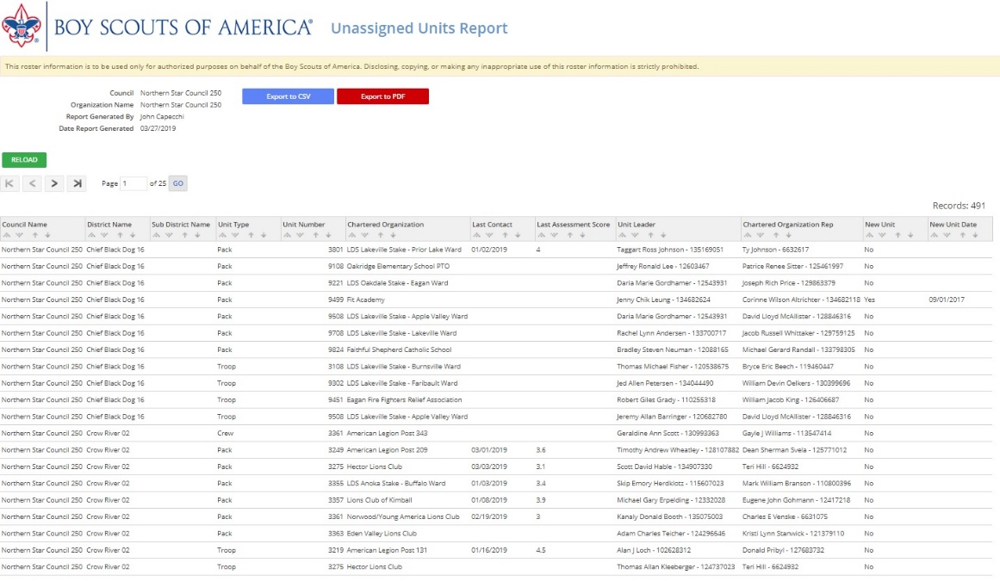 BOY SCOUTS OF AMERICA® Unassigned Units Report
This roster information is to be used only for authorized purposes on behalf of the Boy Scouts of America. Disclosing, copying, or making any inappropriate use of this roster information is strictly prohibited.
Council Northern Star Council 250 Export to CSV Export to PDF
Organization Name Northern Star Council 250
Report Generated By John Capecchi
Date Report Generated 03/27/2019
RELOAD
Page 1 of 25 GO
Records: 491
Council Name District Name Sub District Name Unit Type Unit Number Chartered Organization Last Contact Last Assessment Score Unit Leader Chartered Organization Rep New Unit New Unit Date
Northern Star Council 250 Chief Black Dog 16 Pack 3801 LDS Lakeville Stake - Prior Lake Ward 01/02/2019 4 Taggart Ross Johnson - 135169051 Ty Johnson - 6632617 No
Northern Star Council 250 Chief Black Dog 16 Pack 9108 Oakridge Elementary School PTO Jeffrey Ronald Lee - 12603467 Patrice Renee Sitter - 125461997 No
Northern Star Council 250 Chief Black Dog 16 Pack 9221 LDS Oakdale Stake - Eagan Ward Daria Marie Gordhamer - 12543931 Joseph Rich Price - 129863379 No
Northern Star Council 250 Chief Black Dog 16 Pack 9499 Fit Academy Jenny Chik Leung - 134682624 Corinne Wilson Altrichter - 134682118 Yes 09/01/2017
Northern Star Council 250 Chief Black Dog 16 Pack 9508 LDS Lakeville Stake - Apple Valley Ward Daria Marie Gordhamer - 12543931 David Lloyd McAllister - 128846316 No
Northern Star Council 250 Chief Black Dog 16 Pack 9708 LDS Lakeville Stake - Lakeville Ward Rachel Lynn Andersen - 133700717 Jacob Russell Whittaker - 129759125 No
Northern Star Council 250 Chief Black Dog 16 Pack 9824 Faithful Shepherd Catholic School Bradley Steven Neuman - 12088165 Michael Gerard Randall - 133798305 No
Northern Star Council 250 Chief Black Dog 16 Troop 3108 LDS Lakeville Stake - Burnsville Ward Thomas Michael Fisher - 120538675 Bryce Eric Beech - 119460447 No
Northern Star Council 250 Chief Black Dog 16 Troop 9302 LDS Lakeville Stake - Faribault Ward Jed Allen Petersen - 134044490 William Devin Oelkers - 130399696 No
Northern Star Council 250 Chief Black Dog 16 Troop 9451 Eagan Fire Fighters Relief Association Robert Giles Grady - 110255318 William Jacob King - 126406687 No
Northern Star Council 250 Chief Black Dog 16 Troop 9508 LDS Lakeville Stake - Apple Valley Ward Jeremy Allan Barringer - 120682780 David Lloyd McAllister - 128846316 No
Northern Star Council 250 Crow River 02 Crew 3361 American Legion Post 343 Geraldine Ann Scott - 130993363 Gayle J Williams - 113547414 No
Northern Star Council 250 Crow River 02 Pack 3249 American Legion Post 209 03/01/2019 3.6 Timothy Andrew Wheatley - 128107882 Dean Sherman Svela - 125771012 No
Northern Star Council 250 Crow River 02 Pack 3275 Hector Lions Club 03/03/2019 3.1 Scott David Hable - 134907330 Teri Hill - 6624932 No
Northern Star Council 250 Crow River 02 Pack 3355 LDS Anoka Stake - Buffalo Ward 01/03/2019 3.4 Skip Emory Herdklotz - 115607023 Mark William Branson - 110800396 No
Northern Star Council 250 Crow River 02 Pack 3357 Lions Club of Kimball 01/08/2019 3.9 Michael Gary Erpelding - 12332028 Eugene John Gohmann - 12417218 No
Northern Star Council 250 Crow River 02 Pack 3361 Norwood/Young America Lions Club 02/19/2019 3 Kanaly Donald Booth - 135075003 Charles E Venske - 6631075 No
Northern Star Council 250 Crow River 02 Pack 3363 Eden Valley Lions Club Adam Charles Teicher - 124296646 Kristi Lynn Stanwick - 121379110 No
Northern Star Council 250 Crow River 02 Troop 3219 American Legion Post 131 01/16/2019 4.5 Alan J Loch - 102628312 Donald Pribyl - 127683732 No
Northern Star Council 250 Crow River 02 Troop 3275 Hector Lions Club Thomas Allan Kleeberger - 124737023 Teri Hill - 6624932 No